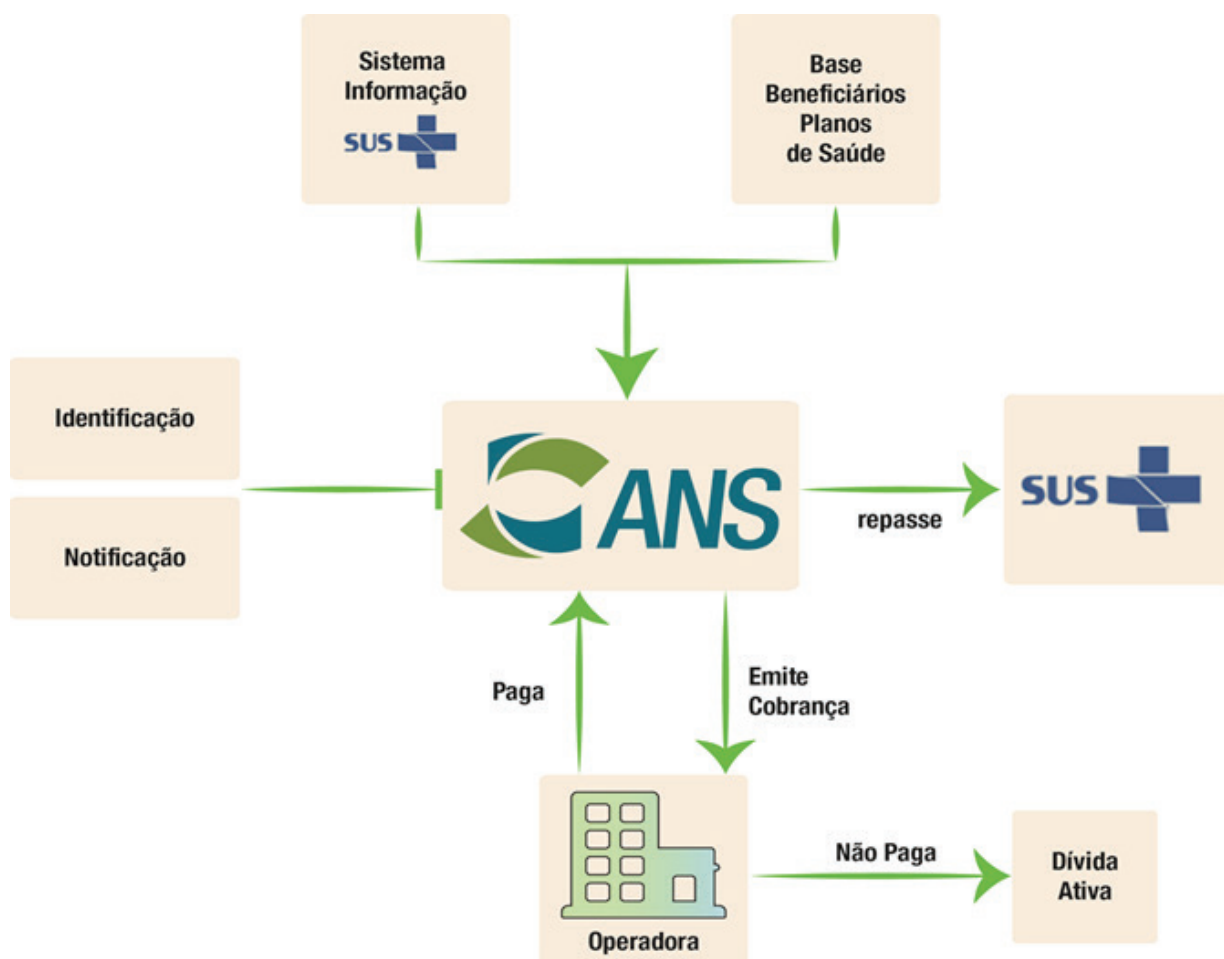 Sistema
Informação
SUS
Base
Beneficiários
Planos
de Saúde
Identificação
Notificação
ANS
repasse
SUS
Paga
Emite
Cobrança
Operadora
Não Paga
Dívida
Ativa